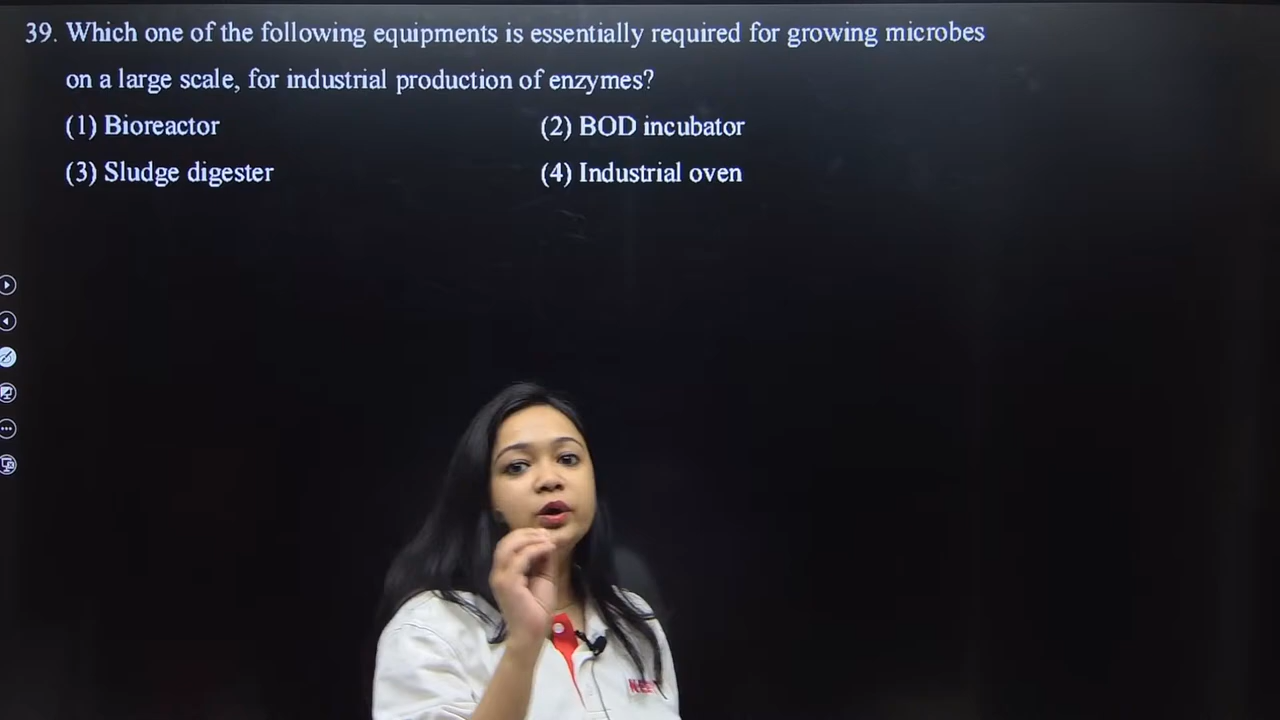 39. Which one of the following equipments is essentially required for growing microbes
on a large scale, for industrial production of enzymes?
(1) Bioreactor (2) BOD incubator
(3) Sludge digester (4) Industrial oven